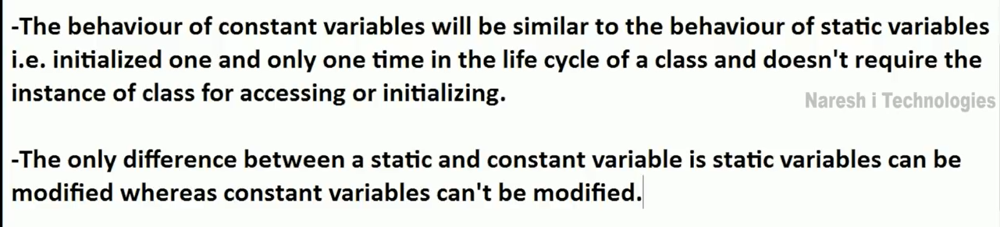 -The behaviour of constant variables will be similar to the behaviour of static variables
i.e. initialized one and only one time in the life cycle of a class and doesn't require the
instance of class for accessing or initializing.
Naresh i Technologies
-The only difference between a static and constant variable is static variables can be
modified whereas constant variables can't be modified.